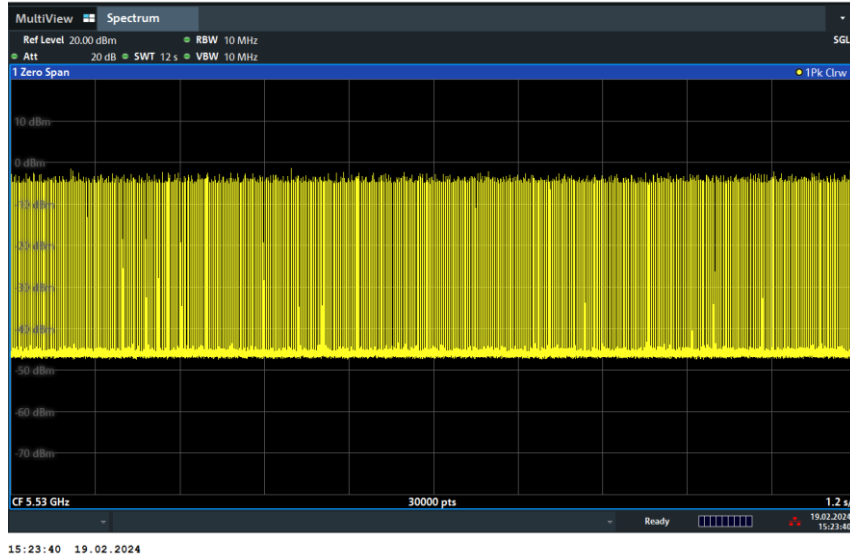 MultiView Spectrum
Ref Level 20.00 dBm RBW 10 MHz SGL
Att 20 dB SWT 12 s VBW 10 MHz
1 Zero Span 1Pk Clrw
10 dBm
0 dBm
-10 dBm
-20 dBm
-30 dBm
-40 dBm
-50 dBm
-60 dBm
-70 dBm
CF 5.53 GHz 30000 pts 1.2 s/
Ready 19.02.2024
15:23:40
15:23:40 19.02.2024